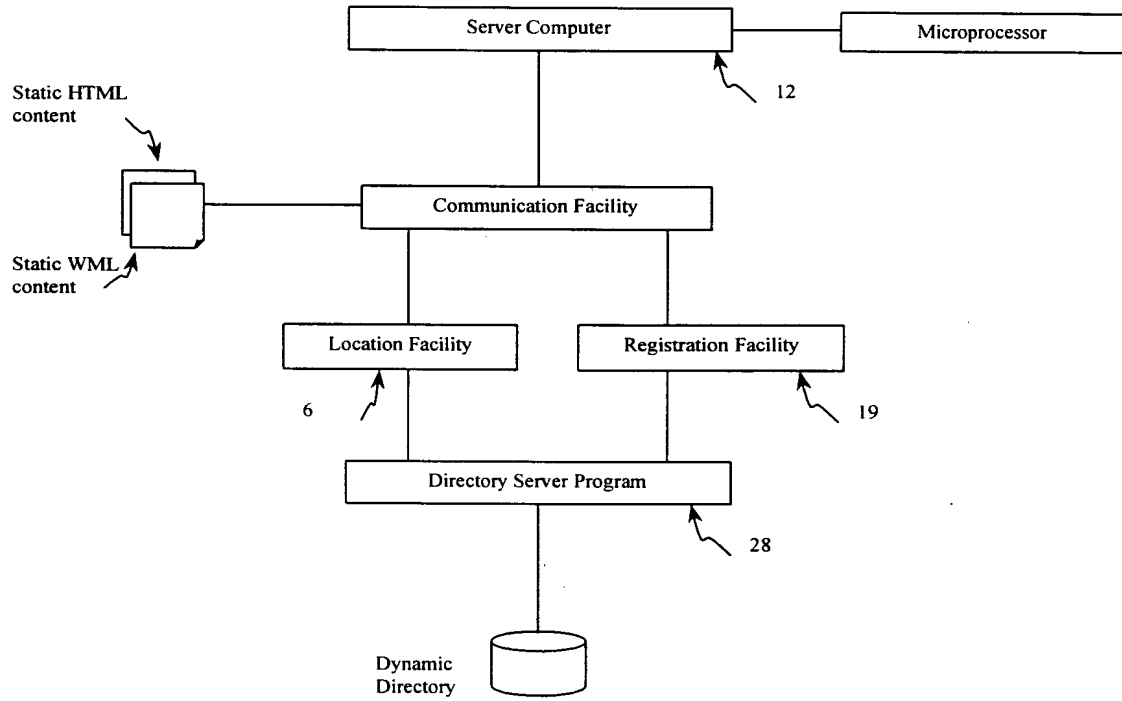 Server Computer
Microprocessor
12
Static HTML
content
Communication Facility
Static WML
content
Location Facility
Registration Facility
6
19
Directory Server Program
28
Dynamic
Directory